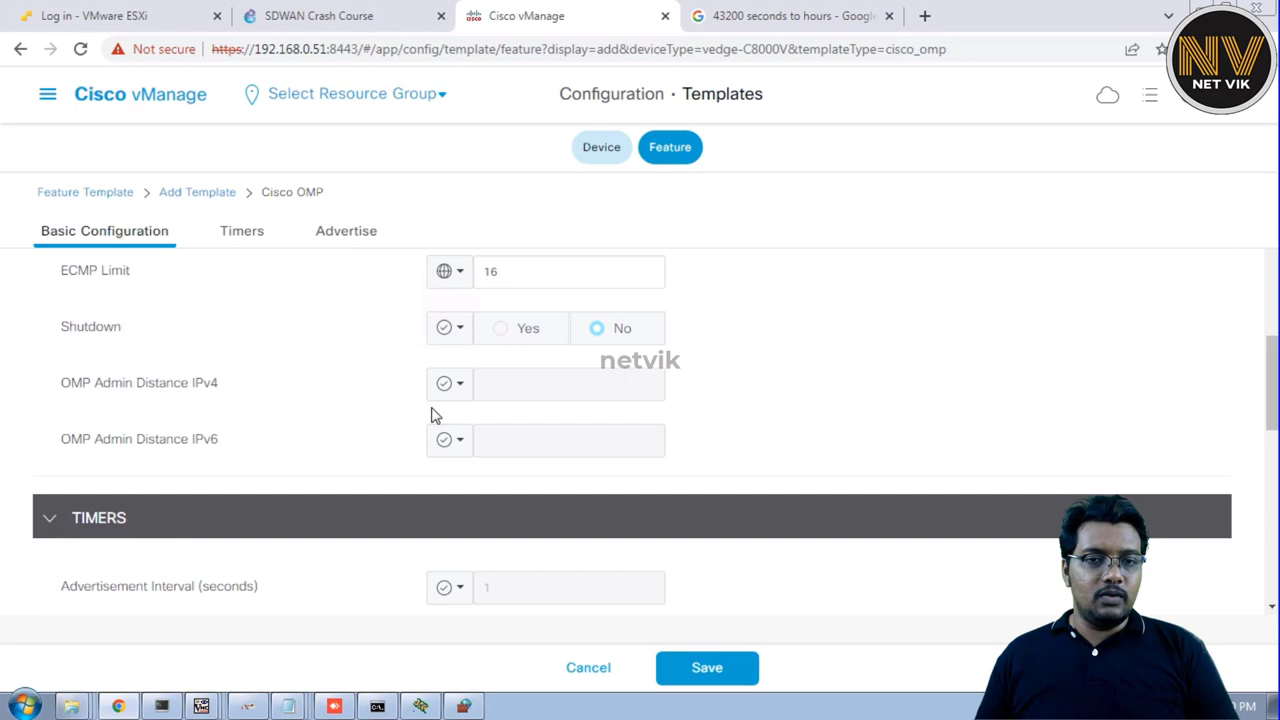 Log in - VMware ESXi
SDWAN Crash Course
Cisco vManage
43200 seconds to hours - Google
Not secure
https://192.168.0.51:8443/#/app/config/template/feature?display=add&deviceType=vedge-C8000V&templateType=cisco_omp
NV
NET VIK
Cisco vManage
Select Resource Group
Configuration · Templates
Device
Feature
Feature Template > Add Template > Cisco OMP
Basic Configuration
Timers
Advertise
ECMP Limit
16
Shutdown
Yes
No
netvik
OMP Admin Distance IPv4
OMP Admin Distance IPv6
TIMERS
Advertisement Interval (seconds)
1
Cancel
Save
PM